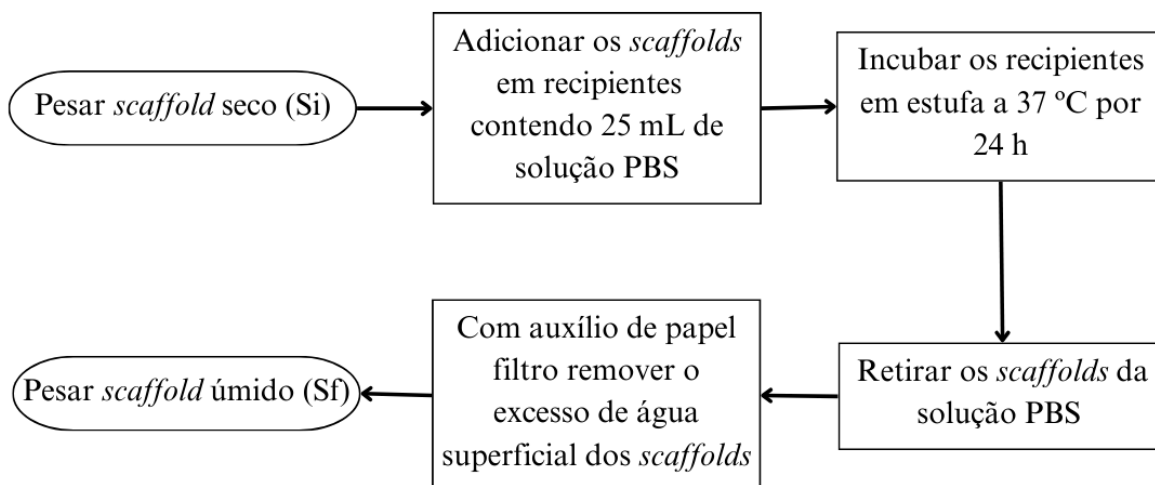 Pesar scaffold seco (Si)
Adicionar os scaffolds
em recipientes
contendo 25 mL de
solução PBS
Incubar os recipientes
em estufa a 37 ºC por
24 h
Retirar os scaffolds da
solução PBS
Com auxílio de papel
filtro remover o
excesso de água
superficial dos scaffolds
Pesar scaffold úmido (Sf)